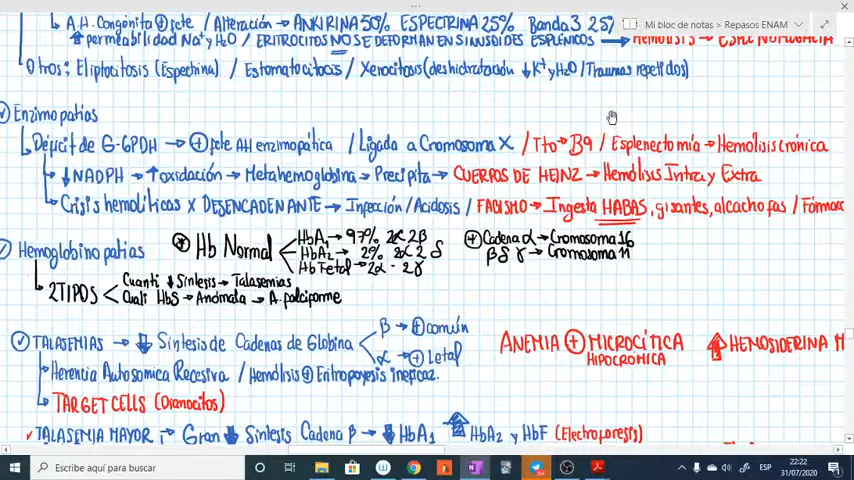 Mi bloc de notas > Repasos ENAM
A.H. Congénita + fcte / Alteración → ANKIRINA 50% ESPECTRINA 25% Banda 3 25%
↑ permeabilidad Na+ y H2O / ERITROCITOS NO SE DEFORMAN EN SINUSOIDES ESPLÉNICOS → HEMÓLISIS → ESPLENOMEGALIA
Otros: Eliptocitosis (Espectrina) / Estomatocitosis / Xerocitosis (deshidratación ↓K+ y H2O / Traumas repetidos)
Enzimopatías
Déficit de G-6PDH → + fcte AH enzimopática / Ligada a Cromosoma X / Tto → B9 / Esplenectomía → Hemólisis crónica
↓NADPH → ↑oxidación → Metahemoglobina → Precipita → CUERPOS DE HEINZ → Hemólisis Intra y Extra
Crisis hemolíticas x DESENCADENANTE → Infección / Acidosis / FAGISMO → Ingesta HABAS, gisantes, alcachofas / Fármaco
Hemoglobinopatías
* Hb Normal
HbA1 → 97% 2α 2β
HbA2 → 2% 2α 2δ
Hb Fetal → 2α - 2γ
+ Cadena α → Cromosoma 16
β δ γ → Cromosoma 11
2 TIPOS
Cuanti ↓ Síntesis → Talasemias
Cuali HbS → Anómala → A. falciforme
TALASEMIAS → ↓ Síntesis de Cadenas de Globina
β → + común
α → + Letal
ANEMIA + MICROCÍTICA
HIPOCRÓMICA
↑ HEMOSIDERINA M
Herencia Autosómica Recesiva / Hemólisis + Eritropoyesis ineficaz.
TARGET CELLS (Dianocitos)
TALASEMIA MAYOR: Gran ↓ Síntesis Cadena β → ↓ HbA1 ↑ HbA2 y HbF (Electroforesis)
Escribe aquí para buscar
ESP
22:22
31/07/2020